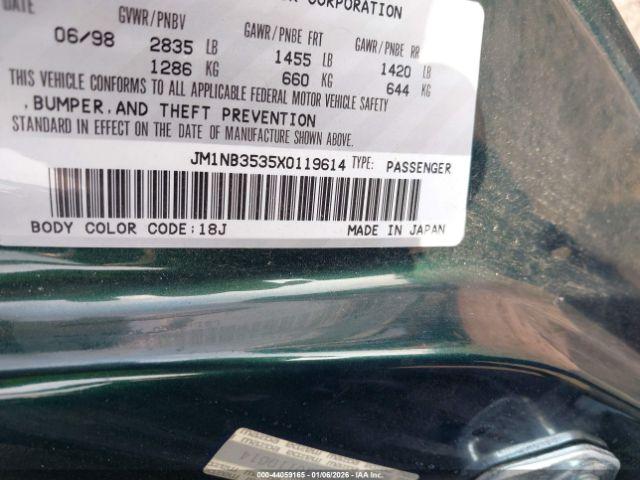 DATE GVWR/PNBV GAWR/PNBE FRT GAWR/PNBE RR
CORPORATION
06/98 2835 LB 1455 LB 1420 LB
1286 KG 660 KG 644 KG
THIS VEHICLE CONFORMS TO ALL APPLICABLE FEDERAL MOTOR VEHICLE SAFETY
, BUMPER, AND THEFT PREVENTION
STANDARD IN EFFECT ON THE DATE OF MANUFACTURE SHOWN ABOVE.
JM1NB3535X0119614 TYPE: PASSENGER
BODY COLOR CODE:18J MADE IN JAPAN
000-44059165 | 01/06/2026 | © IAA Holdings, LLC